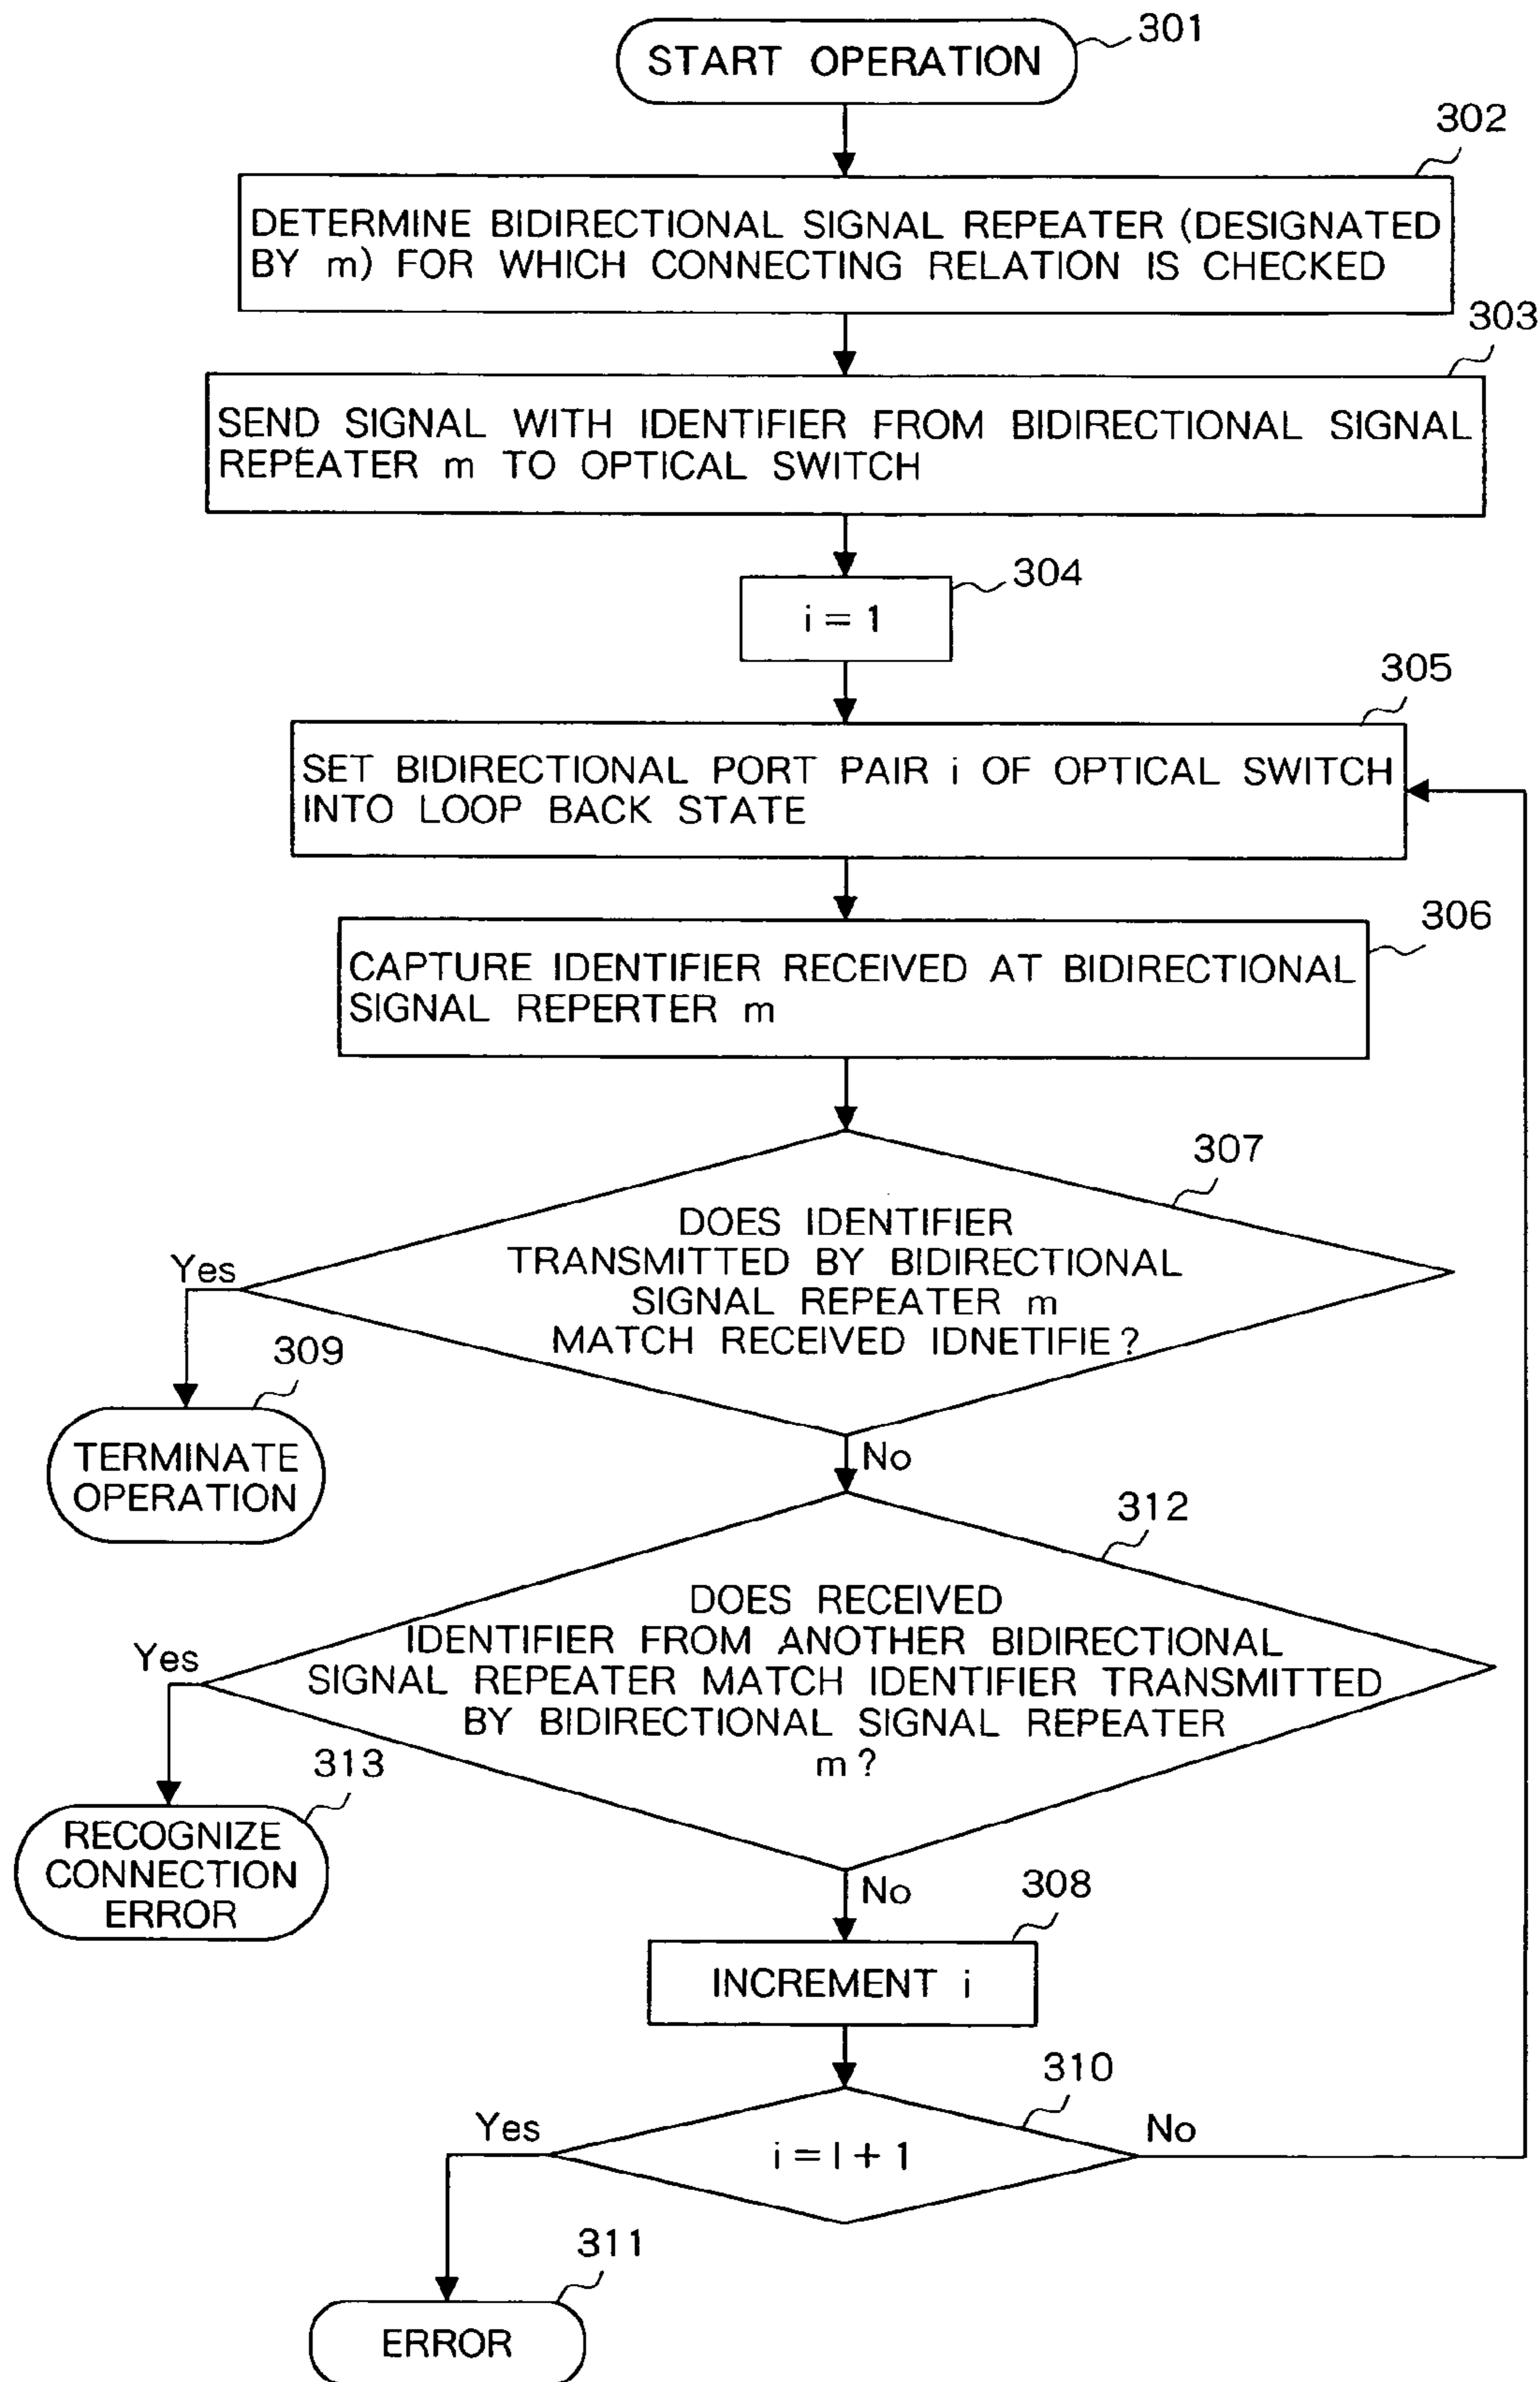 START OPERATION
301
302
DETERMINE BIDIRECTIONAL SIGNAL REPEATER (DESIGNATED
BY m) FOR WHICH CONNECTING RELATION IS CHECKED
303
SEND SIGNAL WITH IDENTIFIER FROM BIDIRECTIONAL SIGNAL
REPEATER m TO OPTICAL SWITCH
304
i = 1
305
SET BIDIRECTIONAL PORT PAIR i OF OPTICAL SWITCH
INTO LOOP BACK STATE
306
CAPTURE IDENTIFIER RECEIVED AT BIDIRECTIONAL
SIGNAL REPERTER m
307
DOES IDENTIFIER
TRANSMITTED BY BIDIRECTIONAL
SIGNAL REPEATER m
MATCH RECEIVED IDNETIFIE?
Yes
309
TERMINATE
OPERATION
No
312
DOES RECEIVED
IDENTIFIER FROM ANOTHER BIDIRECTIONAL
SIGNAL REPEATER MATCH IDENTIFIER TRANSMITTED
BY BIDIRECTIONAL SIGNAL REPEATER
m?
Yes
313
RECOGNIZE
CONNECTION
ERROR
No
308
INCREMENT i
310
i = I + 1
Yes
No
311
ERROR